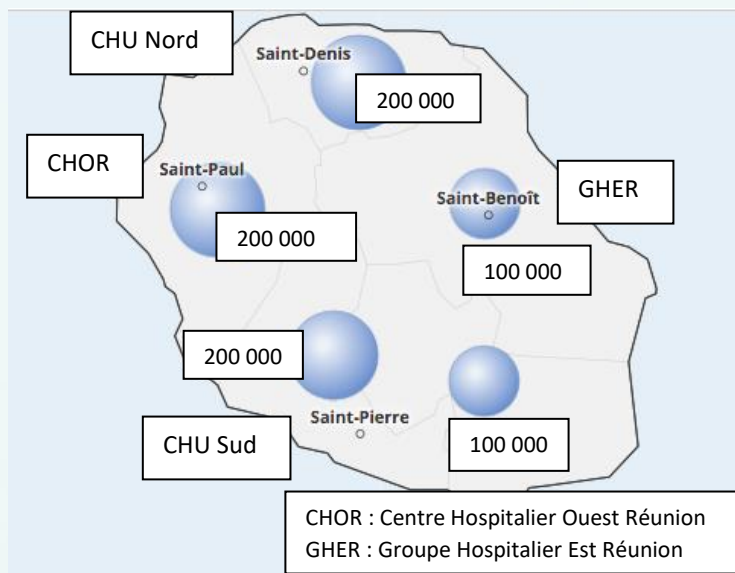 CHU Nord
Saint-Denis
200 000
CHOR
Saint-Paul
200 000
Saint-Benoît
GHER
100 000
200 000
Saint-Pierre
CHU Sud
100 000
CHOR : Centre Hospitalier Ouest Réunion
GHER : Groupe Hospitalier Est Réunion